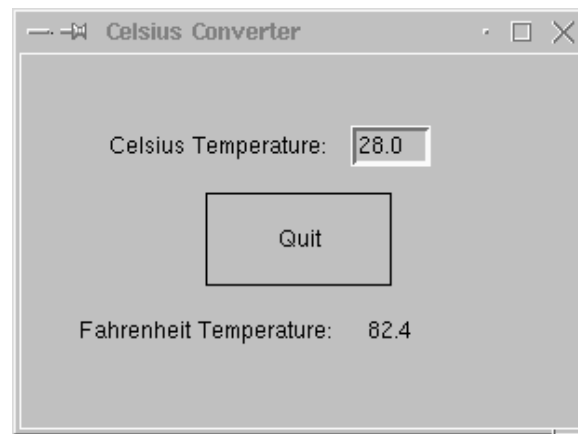 Celsius Converter
Celsius Temperature: 28.0
Quit
Fahrenheit Temperature: 82.4